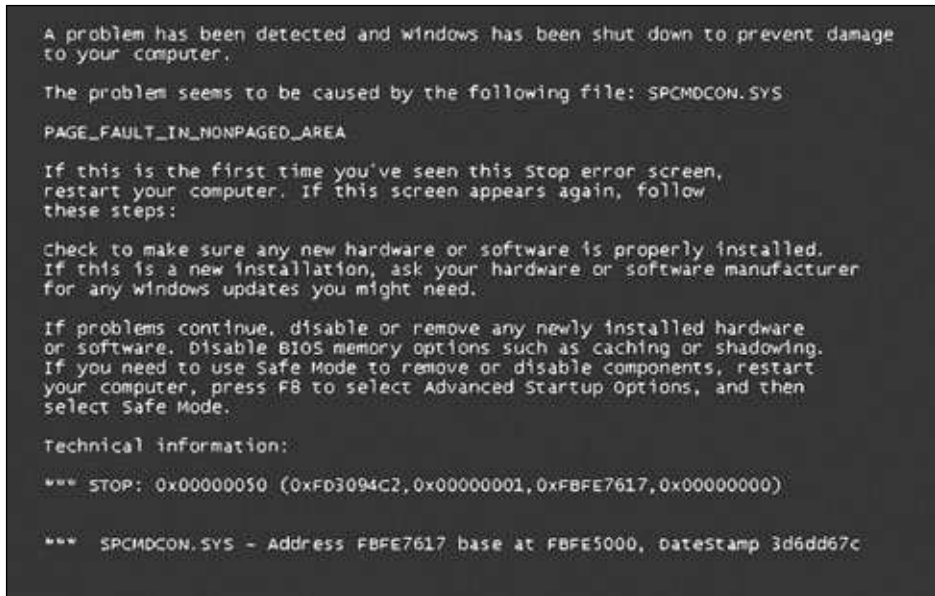 A problem has been detected and windows has been shut down to prevent damage
to your computer.
The problem seems to be caused by the following file: SPCMDCON.SYS
PAGE_FAULT_IN_NONPAGED_AREA
If this is the first time you've seen this Stop error screen,
restart your computer. If this screen appears again, follow
these steps:
Check to make sure any new hardware or software is properly installed.
If this is a new installation, ask your hardware or software manufacturer
for any windows updates you might need.
If problems continue, disable or remove any newly installed hardware
or software. Disable BIOS memory options such as caching or shadowing.
If you need to use Safe Mode to remove or disable components, restart
your computer, press F8 to select Advanced Startup Options, and then
select Safe Mode.
Technical information:
*** STOP: 0x00000050 (0xFD3094C2,0x00000001,0xFBFE7617,0x00000000)
*** SPCMDCON.SYS - Address FBFE7617 base at FBFE5000, DateStamp 3d6dd67c